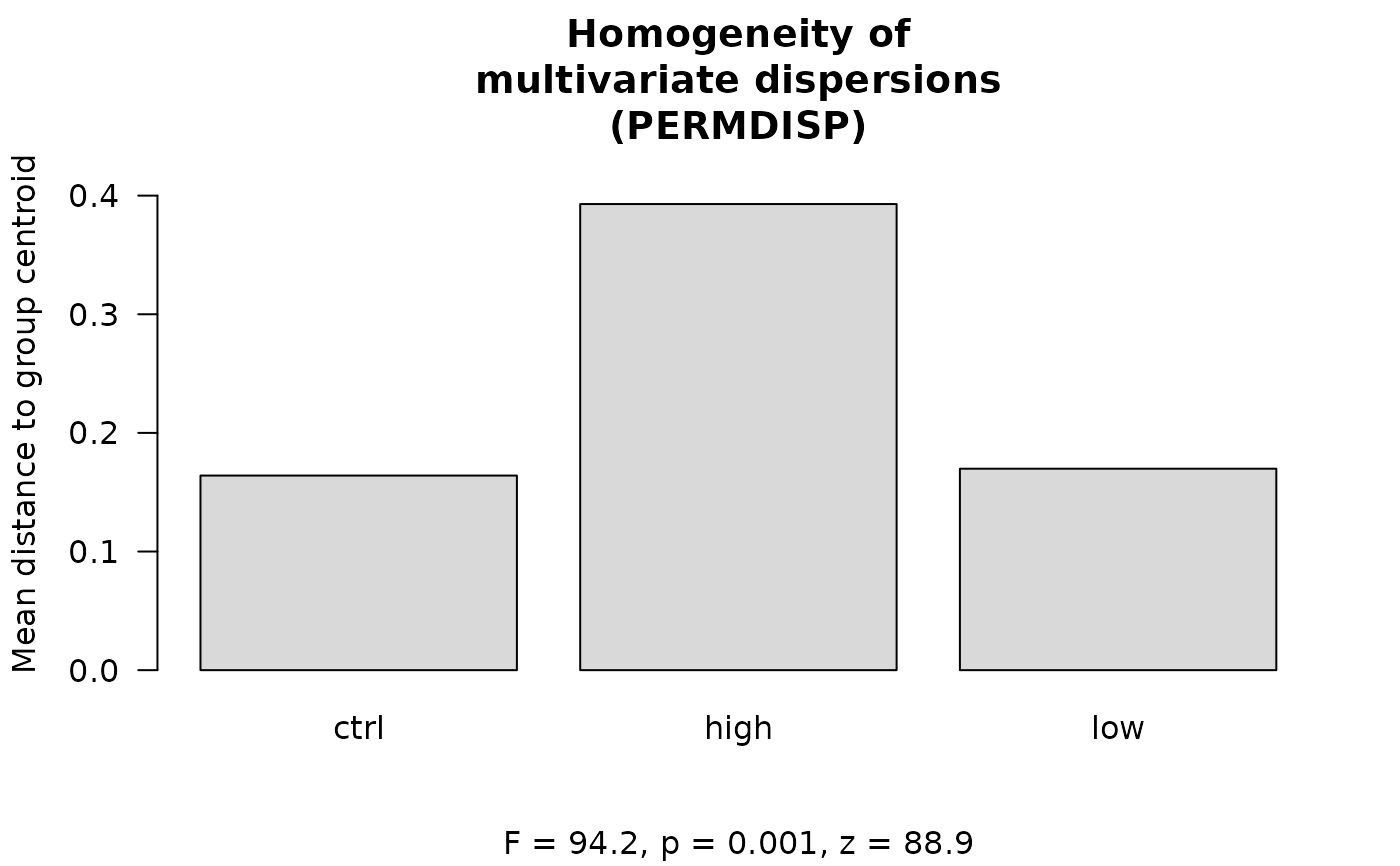 Homogeneity of
multivariate dispersions
(PERMDISP)
Mean distance to group centroid
0.4
0.3
0.2
0.1
0.0
ctrl high low
F = 94.2, p = 0.001, z = 88.9